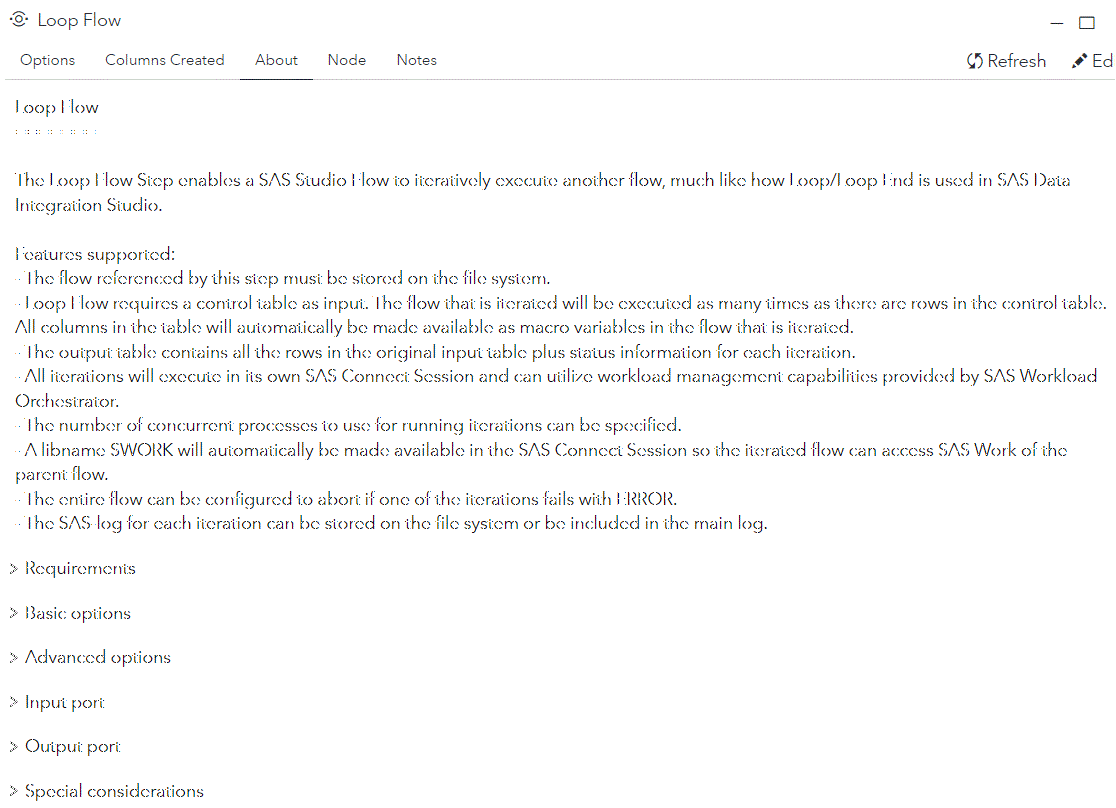 Loop Flow
Options Columns Created About Node Notes Refresh Ed
Loop Flow
========
The Loop Flow Step enables a SAS Studio Flow to iteratively execute another flow, much like how Loop/Loop End is used in SAS Data
Integration Studio.
Features supported:
- The flow referenced by this step must be stored on the file system.
- Loop Flow requires a control table as input. The flow that is iterated will be executed as many times as there are rows in the control table.
All columns in the table will automatically be made available as macro variables in the flow that is iterated.
- The output table contains all the rows in the original input table plus status information for each iteration.
- All iterations will execute in its own SAS Connect Session and can utilize workload management capabilities provided by SAS Workload
Orchestrator.
- The number of concurrent processes to use for running iterations can be specified.
- A libname SWORK will automatically be made available in the SAS Connect Session so the iterated flow can access SAS Work of the
parent flow.
- The entire flow can be configured to abort if one of the iterations fails with ERROR.
- The SAS-log for each iteration can be stored on the file system or be included in the main log.
> Requirements
> Basic options
> Advanced options
> Input port
> Output port
> Special considerations